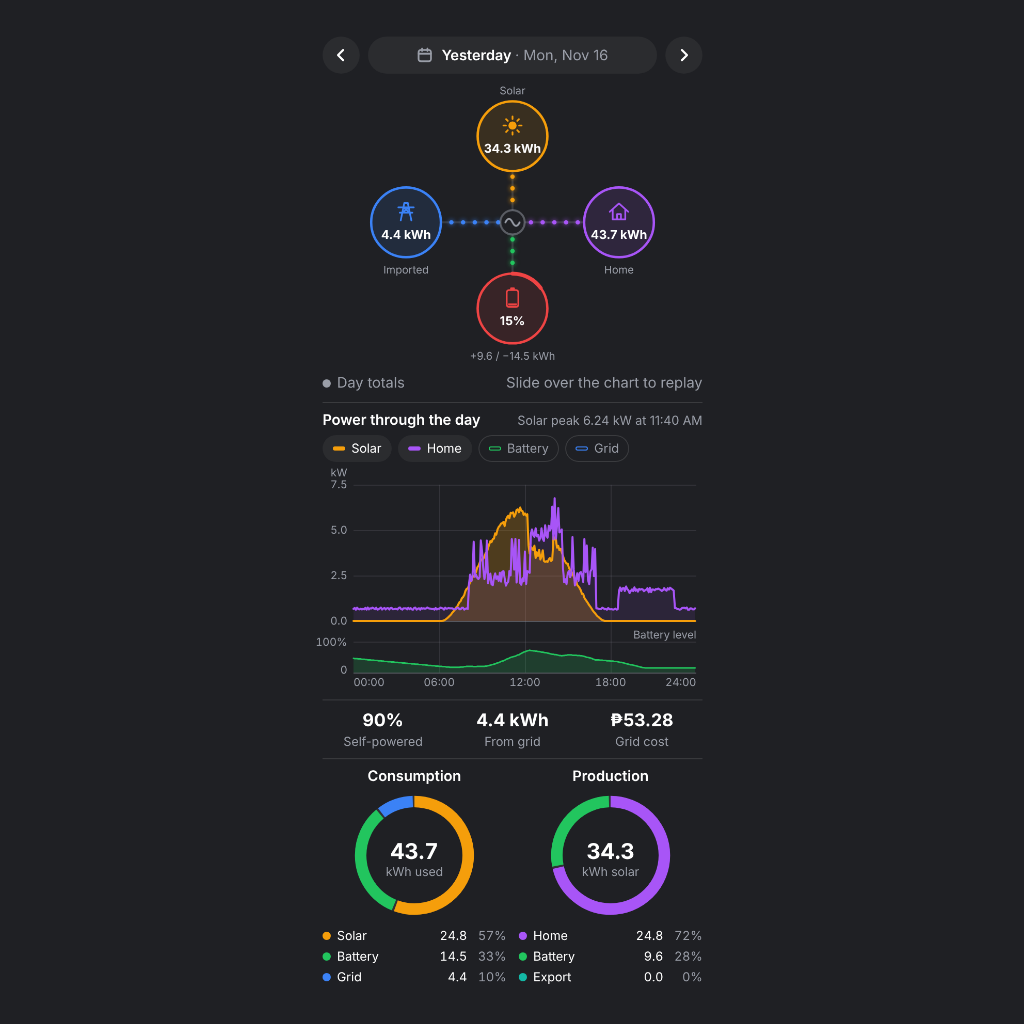 Yesterday · Mon, Nov 16
Solar
34.3 kWh
4.4 kWh
43.7 kWh
Imported
Home
15%
+9.6 / −14.5 kWh
Day totals
Slide over the chart to replay
Power through the day
Solar peak 6.24 kW at 11:40 AM
Solar
Home
Battery
Grid
kW
7.5
5.0
2.5
0.0
Battery level
100%
0
00:00 06:00 12:00 18:00 24:00
90% 4.4 kWh ₱53.28
Self-powered From grid Grid cost
Consumption
Production
43.7
kWh used
34.3
kWh solar
Solar 24.8 57%
Battery 14.5 33%
Grid 4.4 10%
Home 24.8 72%
Battery 9.6 28%
Export 0.0 0%